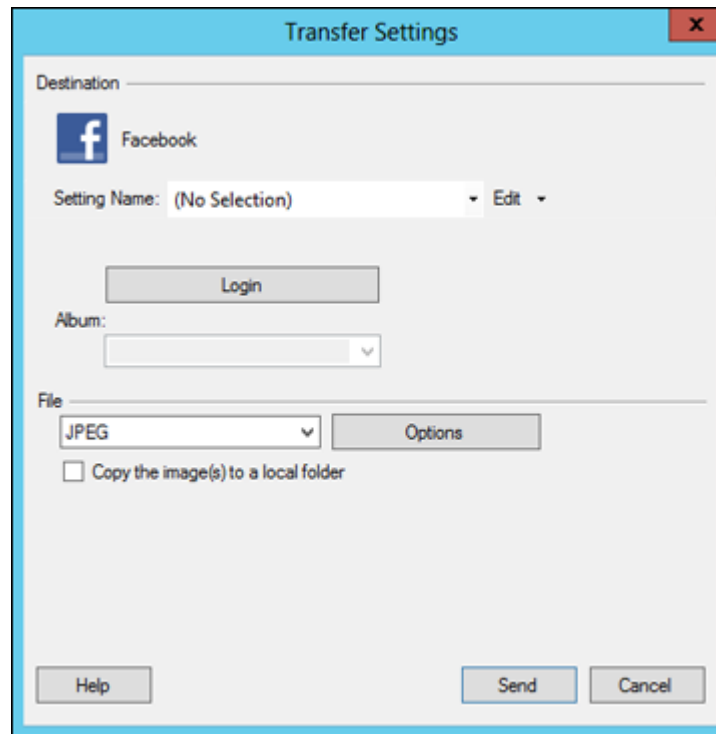 Transfer Settings
x
Destination
f Facebook
Setting Name: (No Selection) Edit
Login
Album:
File
JPEG Options
Copy the image(s) to a local folder
Help Send Cancel